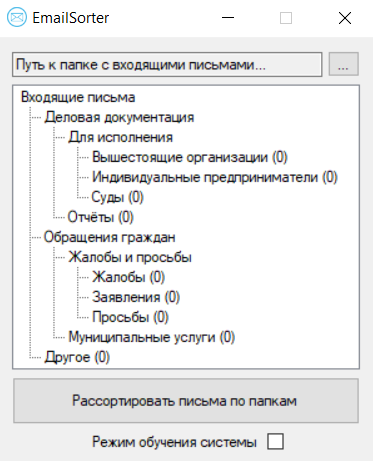 EmailSorter
Путь к папке с входящими письмами... ...
Входящие письма
Деловая документация
Для исполнения
Вышестоящие организации (0)
Индивидуальные предприниматели (0)
Суды (0)
Отчёты (0)
Обращения граждан
Жалобы и просьбы
Жалобы (0)
Заявления (0)
Просьбы (0)
Муниципальные услуги (0)
Другое (0)
Рассортировать письма по папкам
Режим обучения системы